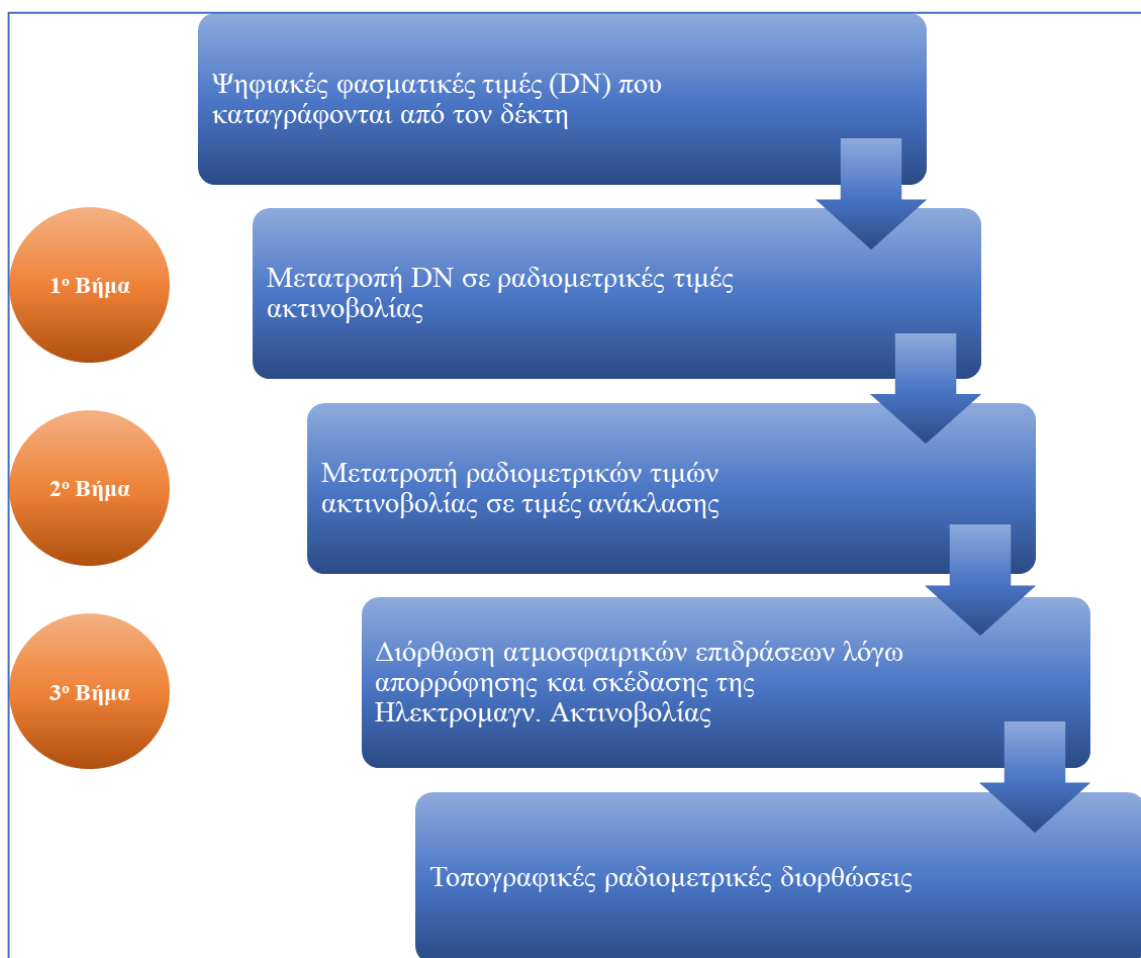 Ψηφιακές φασματικές τιμές (DN) που
καταγράφονται από τον δέκτη
1ο Βήμα
Μετατροπή DN σε ραδιομετρικές τιμές
ακτινοβολίας
2ο Βήμα
Μετατροπή ραδιομετρικών τιμών
ακτινοβολίας σε τιμές ανάκλασης
3ο Βήμα
Διόρθωση ατμοσφαιρικών επιδράσεων λόγω
απορρόφησης και σκέδασης της
Ηλεκτρομαγν. Ακτινοβολίας
Τοπογραφικές ραδιομετρικές διορθώσεις